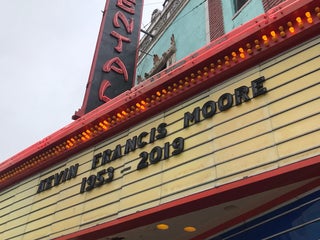 ENTAL
KEVIN FRANCIS MOORE
1953 - 2019